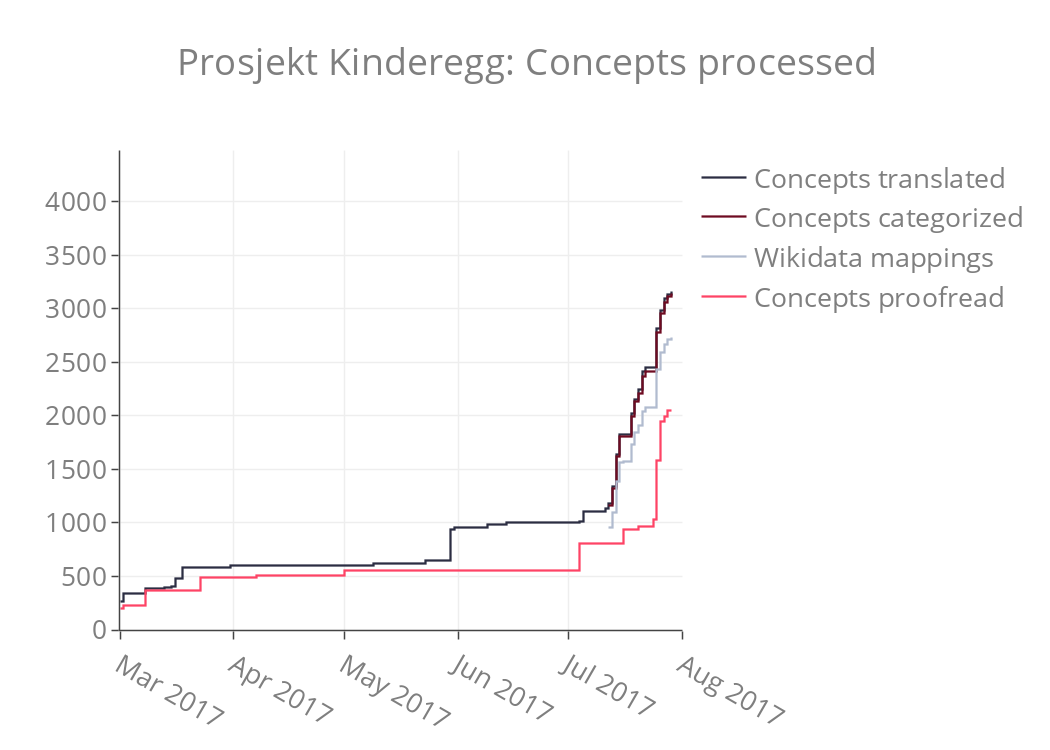 Prosjekt Kinderegg: Concepts processed
Concepts translated
Concepts categorized
Wikidata mappings
Concepts proofread
4000
3500
3000
2500
2000
1500
1000
500
0
Mar 2017
Apr 2017
May 2017
Jun 2017
Jul 2017
Aug 2017